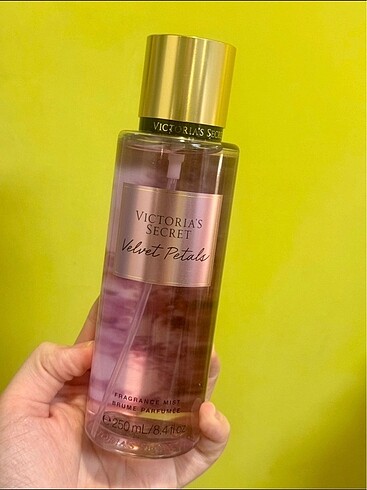 VICTORIA'S SECRET
VICTORIA'S
SECRET
Velvet Petals
FRAGRANCE MIST
BRUME PARFUMÉE
℮ 250 mL/8.4 fl oz